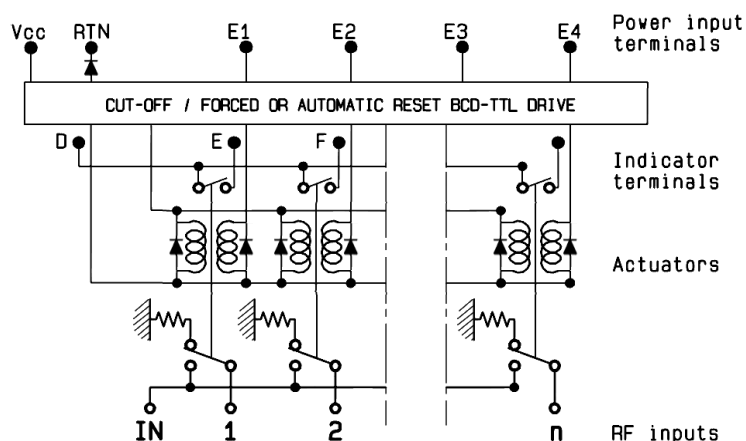 Vcc RTN E1 E2 E3 E4 Power input
terminals
CUT-OFF / FORCED OR AUTOMATIC RESET BCD-TTL DRIVE
D E F Indicator
terminals
Actuators
IN 1 2 n RF inputs